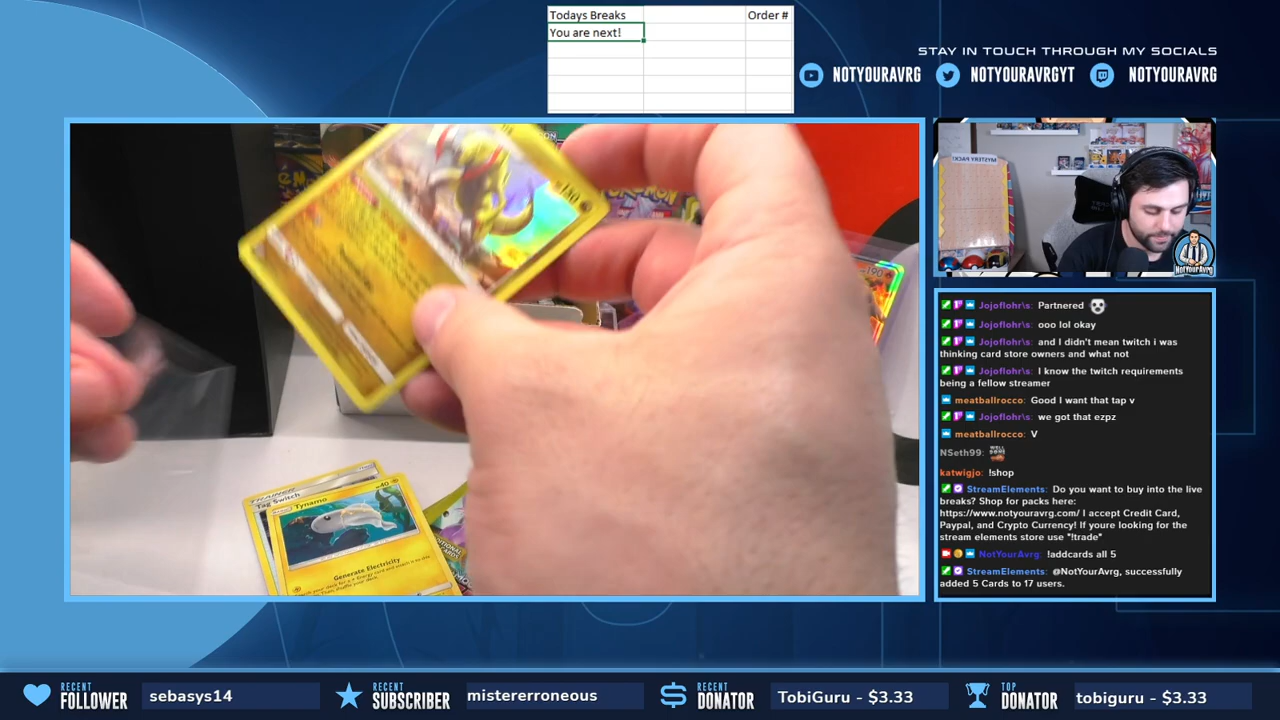 Todays Breaks Order #
You are next!
STAY IN TOUCH THROUGH MY SOCIALS
NOTYOURAVRG NOTYOURAVRGYT NOTYOURAVRG
MYSTERY PACK!
NotYourAvrg
Jojoflohr\s: Partnered
Jojoflohr\s: ooo lol okay
Jojoflohr\s: and I didn't mean twitch i was
thinking card store owners and what not
Jojoflohr\s: I know the twitch requirements
being a fellow streamer
meatballrocco: Good I want that tap v
Jojoflohr\s: we got that ezpz
meatballrocco: V
NSeth99:
katwigjo: !shop
StreamElements: Do you want to buy into the live
breaks? Shop for packs here:
https://www.notyouravrg.com/ I accept Credit Card,
Paypal, and Crypto Currency! If youre looking for the
stream elements store use "!trade"
NotYourAvrg: !addcards all 5
StreamElements: @NotYourAvrg, successfully
added 5 Cards to 17 users.
TRAINER
Tag Switch
Tynamo 40
Generate Electricity
RECENT FOLLOWER sebasys14
RECENT SUBSCRIBER mistererroneous
RECENT DONATOR TobiGuru - $3.33
TOP DONATOR tobiguru - $3.33